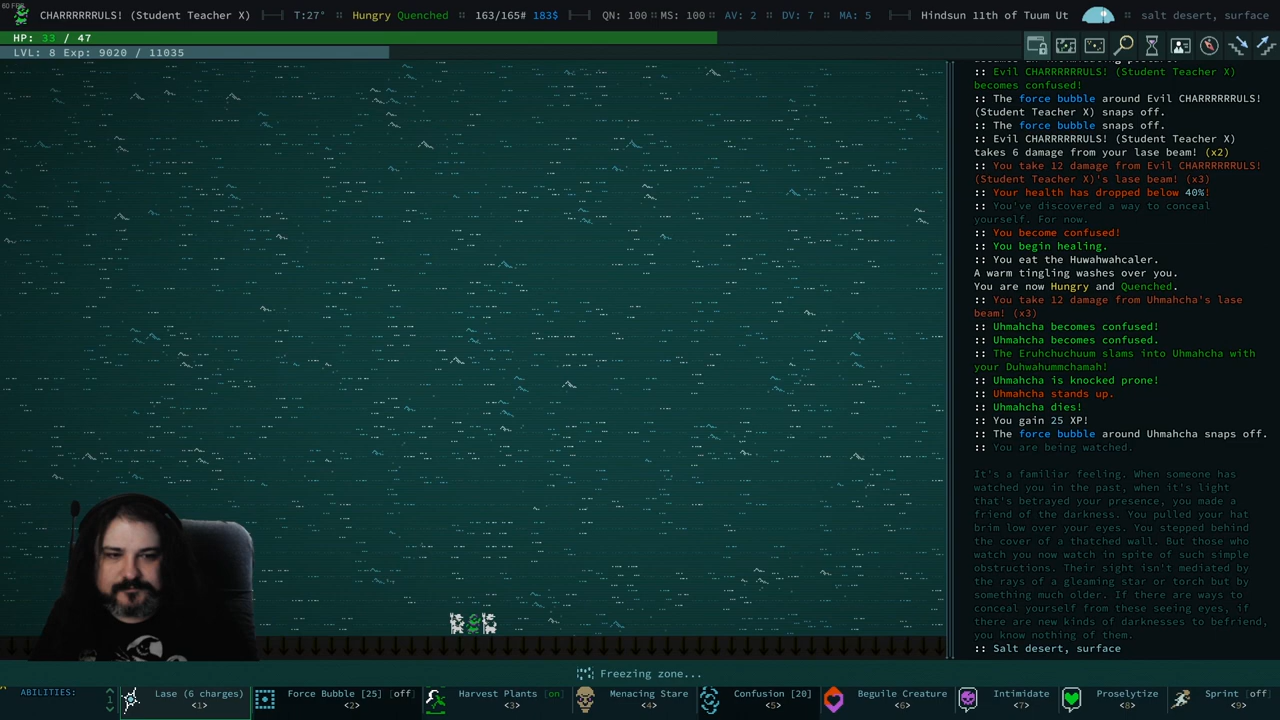 60 FPS
CHARRRRRRULS! (Student Teacher X) T:27° Hungry Quenched 163/165# 183$ QN: 100 MS: 100 AV: 2 DV: 7 MA: 5 Hindsun 11th of Tuum Ut salt desert, surface
HP: 33 / 47
LVL: 8 Exp: 9020 / 11035
:: Evil CHARRRRRRULS! (Student Teacher X)
becomes confused!
:: The force bubble around Evil CHARRRRRRULS!
(Student Teacher X) snaps off.
:: The force bubble snaps off.
:: Evil CHARRRRRRULS! (Student Teacher X)
takes 6 damage from your lase beam! (x2)
:: You take 12 damage from Evil CHARRRRRRULS!
(Student Teacher X)'s lase beam! (x3)
:: Your health has dropped below 40%!
:: You've discovered a way to conceal
yourself. For now.
:: You become confused!
:: You begin healing.
:: You eat the Huwahwahcaler.
A warm tingling washes over you.
You are now Hungry and Quenched.
:: You take 12 damage from Uhmahcha's lase
beam! (x3)
:: Uhmahcha becomes confused!
:: Uhmahcha becomes confused.
:: The Eruhchuchuum slams into Uhmahcha with
your Duhwahummchamah!
:: Uhmahcha is knocked prone!
:: Uhmahcha stands up.
:: Uhmahcha dies!
:: You gain 25 XP!
:: The force bubble around Uhmahcha snaps off.
:: You are being watched.
It's a familiar feeling. When someone has
watched you in the past, when it's light
that's betrayed your presence, you made a
friend of the darkness. You pulled your hat
brim low over your eyes. You stepped behind
the cover of a thatched wall. But those who
watch you now watch in spite of such simple
obstructions. Their sight isn't mediated by
the rays of a gleaming star or torch but by
something much older. If there are ways to
conceal yourself from these seeing eyes, if
there are new kinds of darknesses to befriend,
you know nothing of them.
:: Salt desert, surface
Freezing zone...
ABILITIES: 1 Lase (6 charges) Force Bubble [25] [off] Harvest Plants [on] Menacing Stare Confusion [20] Beguile Creature Intimidate Proselytize Sprint [off]
<1> <2> <3> <4> <5> <6> <7> <8> <9>